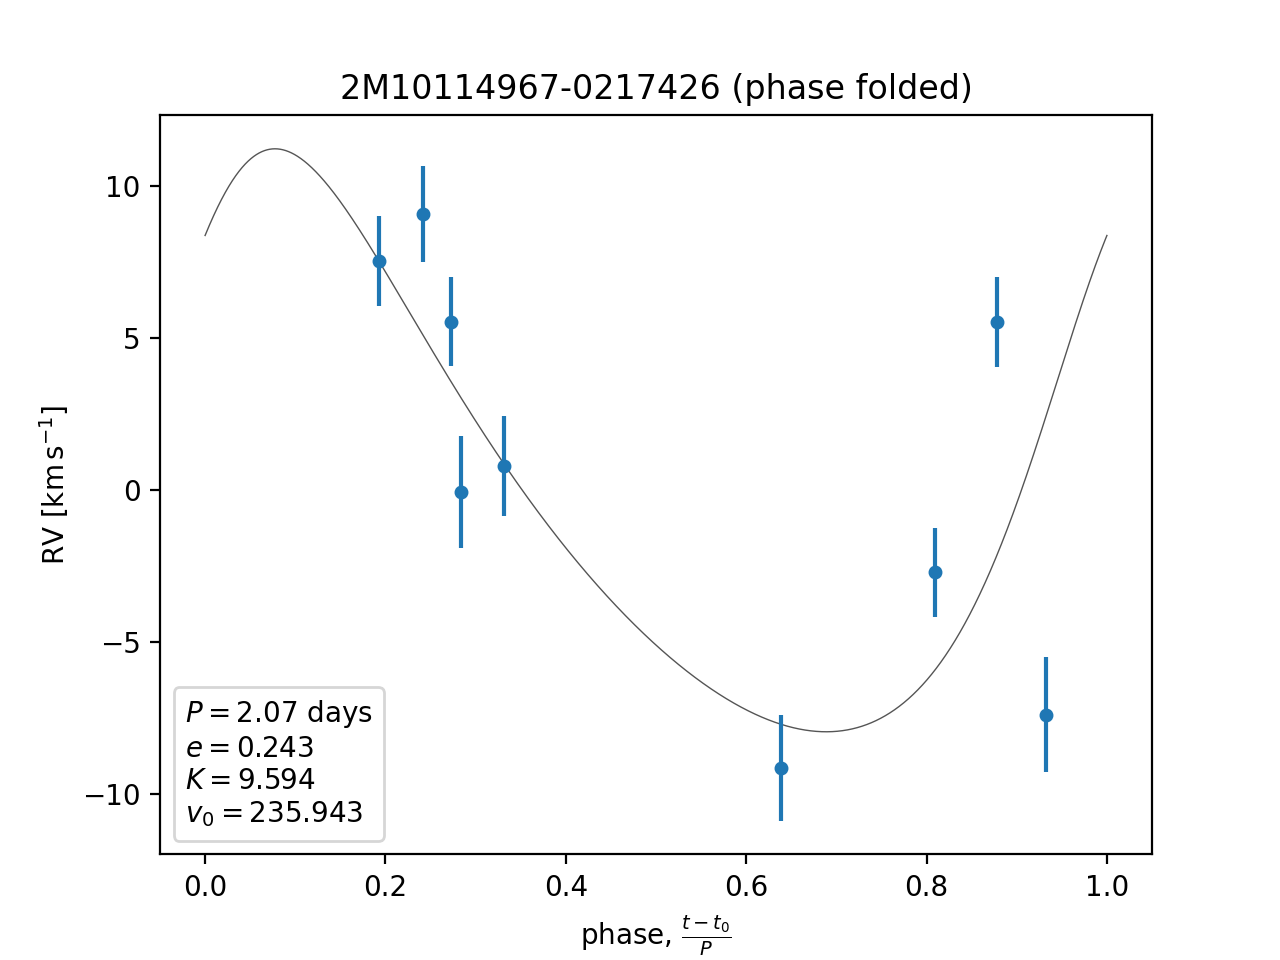 2M10114967-0217426 (phase folded)
10
5
0
−5
−10
RV [km s⁻¹]
P = 2.07 days
e = 0.243
K = 9.594
v₀ = 235.943
0.0 0.2 0.4 0.6 0.8 1.0
phase, (t − t₀)/P